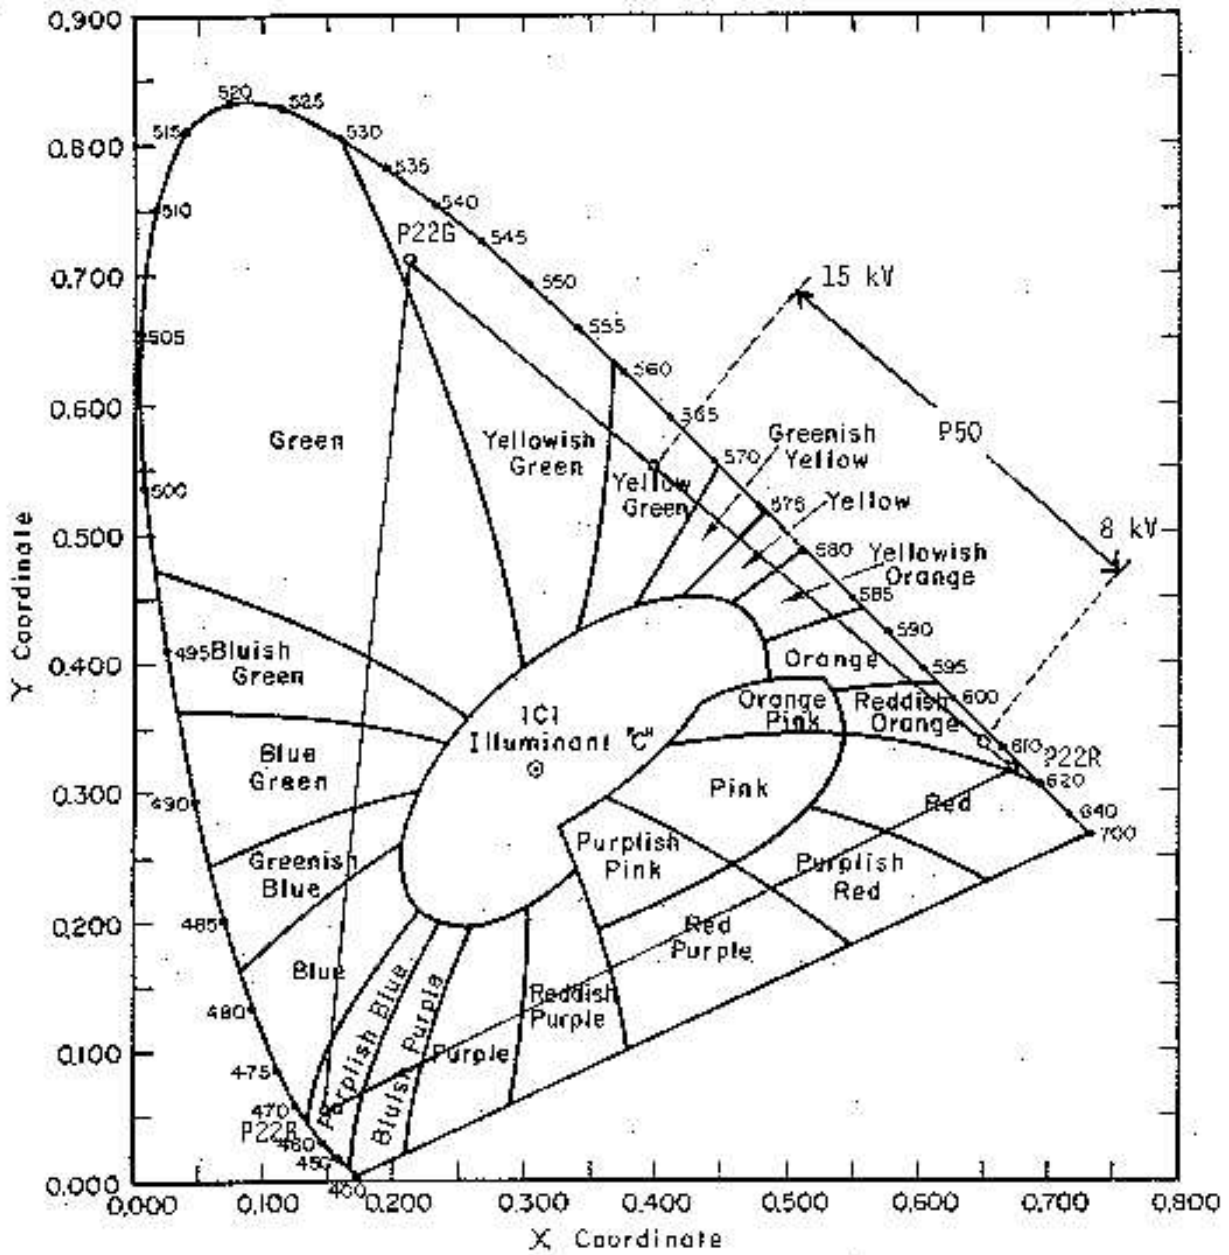 0.900
520
525
515
530
0.800
535
540
510
P22G
545
15 kV
0.700
550
505
555
560
0.600
565
Greenish
Yellow
P50
Green
Yellowish
Green
570
Yellow
Green
500
575
Yellow
0.500
580
8 kV
Yellowish
Orange
585
Y Coordinate
590
495
Bluish
Green
0.400
Orange
595
600
Orange
Pink
Reddish
Orange
ICI
Illuminant "C"
Blue
Green
610
P22R
620
0.300
490
Pink
Red
640
700
Greenish
Blue
Purplish
Pink
Purplish
Red
485
0.200
Red
Purple
Blue
Purplish Blue
Bluish Purple
Reddish
Purple
480
0.100
Purple
475
470
460
450
0.000
0.000
0.100
0.200
0.300
0.400
0.500
0.600
0.700
0.800
X Coordinate